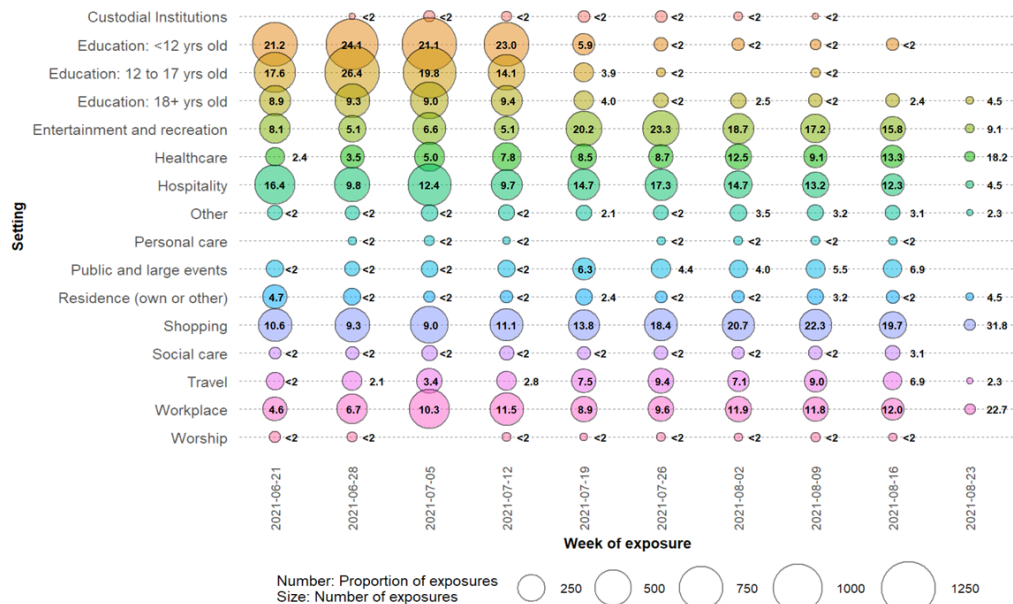 Custodial Institutions <2 <2 <2 <2 <2 <2 <2
Education: <12 yrs old 21.2 24.1 21.1 23.0 5.9 <2 <2 <2 <2
Education: 12 to 17 yrs old 17.6 26.4 19.8 14.1 3.9 <2 <2
Education: 18+ yrs old 8.9 9.3 9.0 9.4 4.0 <2 2.5 <2 2.4 4.5
Entertainment and recreation 8.1 5.1 6.6 5.1 20.2 23.3 18.7 17.2 15.8 9.1
Healthcare 2.4 3.5 5.0 7.8 8.5 8.7 12.5 9.1 13.3 18.2
Hospitality 16.4 9.8 12.4 9.7 14.7 17.3 14.7 13.2 12.3 4.5
Other <2 <2 <2 <2 2.1 <2 3.5 3.2 3.1 2.3
Personal care <2 <2 <2 <2 <2 <2 <2
Public and large events <2 <2 <2 <2 6.3 4.4 4.0 5.5 6.9
Residence (own or other) 4.7 <2 <2 <2 2.4 <2 <2 3.2 <2 4.5
Shopping 10.6 9.3 9.0 11.1 13.8 18.4 20.7 22.3 19.7 31.8
Social care <2 <2 <2 <2 <2 <2 <2 <2 3.1
Travel <2 2.1 3.4 2.8 7.5 9.4 7.1 9.0 6.9 2.3
Workplace 4.6 6.7 10.3 11.5 8.9 9.6 11.9 11.8 12.0 22.7
Worship <2 <2 <2 <2 <2 <2 <2 <2
Setting
2021-06-21 2021-06-28 2021-07-05 2021-07-12 2021-07-19 2021-07-26 2021-08-02 2021-08-09 2021-08-16 2021-08-23
Week of exposure
Number: Proportion of exposures
Size: Number of exposures
250 500 750 1000 1250